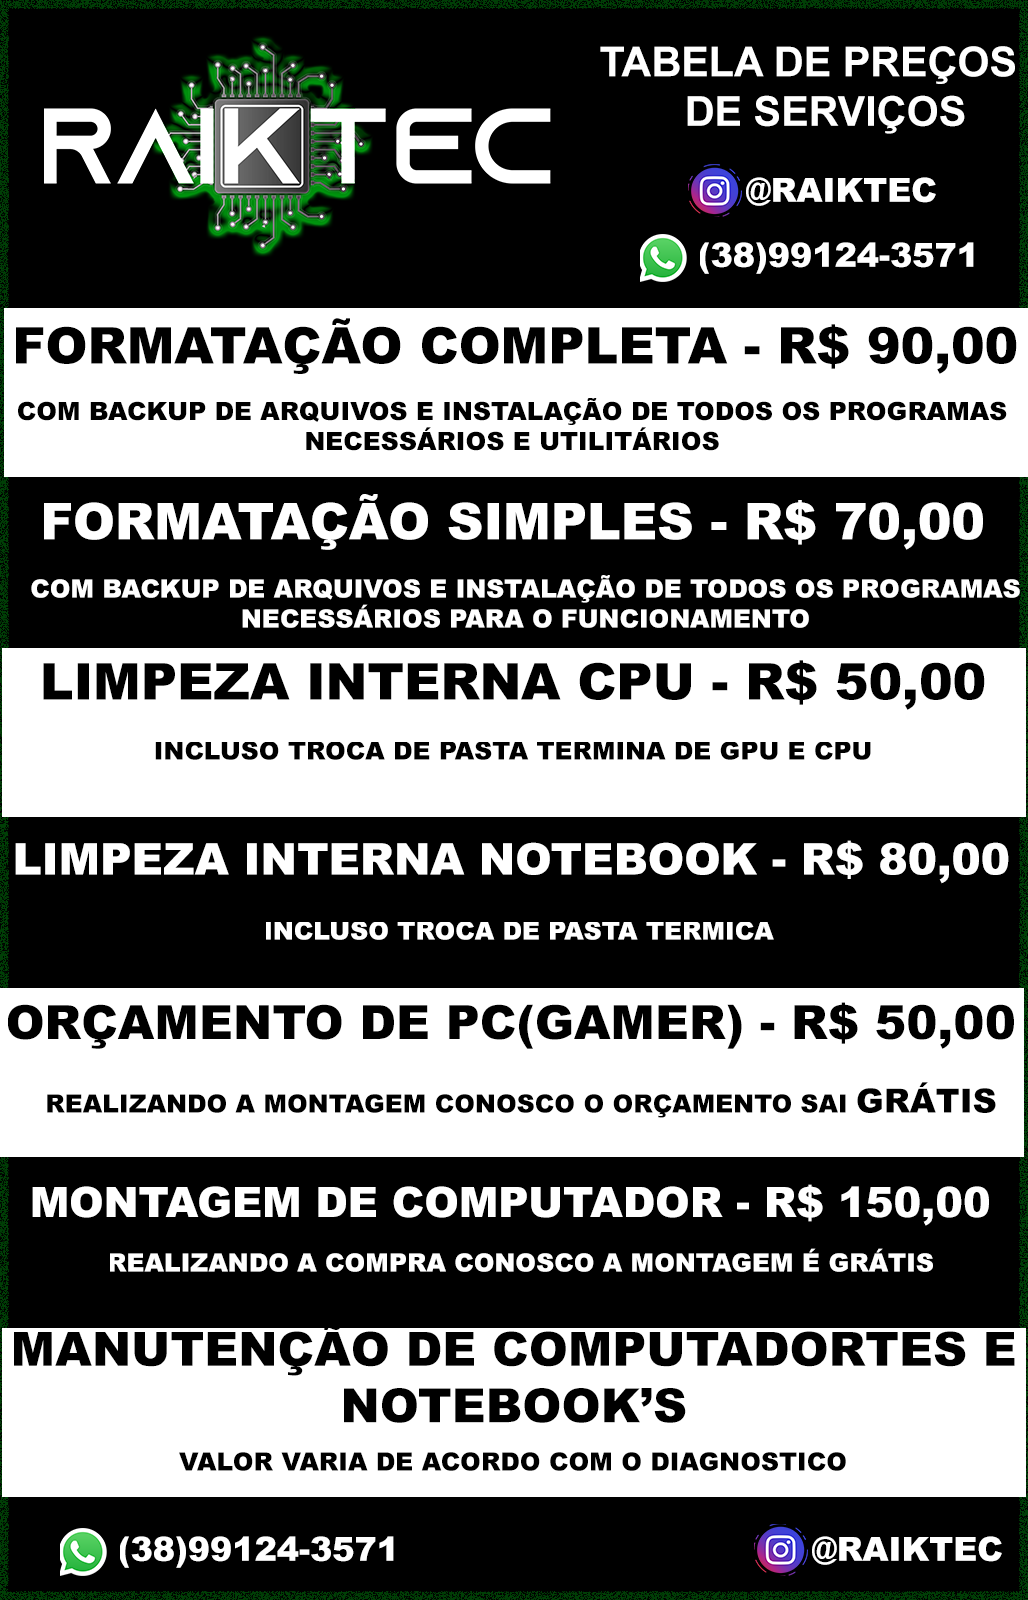 RAIKTEC
TABELA DE PREÇOS
DE SERVIÇOS
@RAIKTEC
(38)99124-3571
FORMATAÇÃO COMPLETA - R$ 90,00
COM BACKUP DE ARQUIVOS E INSTALAÇÃO DE TODOS OS PROGRAMAS
NECESSÁRIOS E UTILITÁRIOS
FORMATAÇÃO SIMPLES - R$ 70,00
COM BACKUP DE ARQUIVOS E INSTALAÇÃO DE TODOS OS PROGRAMAS
NECESSÁRIOS PARA O FUNCIONAMENTO
LIMPEZA INTERNA CPU - R$ 50,00
INCLUSO TROCA DE PASTA TERMINA DE GPU E CPU
LIMPEZA INTERNA NOTEBOOK - R$ 80,00
INCLUSO TROCA DE PASTA TERMICA
ORÇAMENTO DE PC(GAMER) - R$ 50,00
REALIZANDO A MONTAGEM CONOSCO O ORÇAMENTO SAI GRÁTIS
MONTAGEM DE COMPUTADOR - R$ 150,00
REALIZANDO A COMPRA CONOSCO A MONTAGEM É GRÁTIS
MANUTENÇÃO DE COMPUTADORTES E
NOTEBOOK’S
VALOR VARIA DE ACORDO COM O DIAGNOSTICO
(38)99124-3571
@RAIKTEC